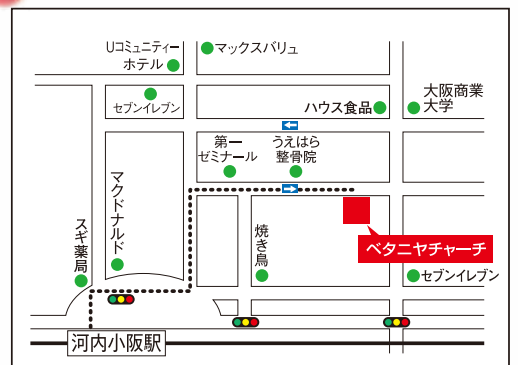 Uコミュニティー
ホテル
マックスバリュ
セブンイレブン
ハウス食品
大阪商業
大学
第一
ゼミナール
うえはら
整骨院
マクドナルド
スギ薬局
焼き鳥
ベタニヤチャーチ
セブンイレブン
河内小阪駅